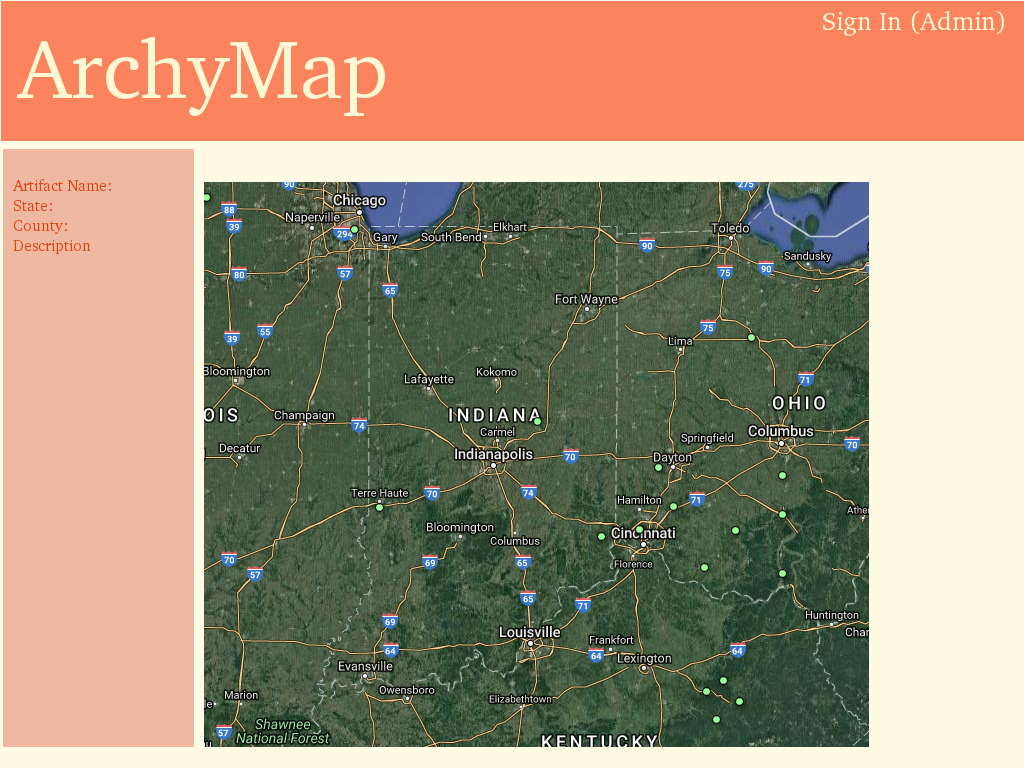 Sign In (Admin)
ArchyMap
Artifact Name:
State:
County:
Description
90
275
88
Chicago
Naperville
39
294
Gary
South Bend
Elkhart
90
Toledo
Sandusky
80
57
75
90
65
Fort Wayne
55
39
75
Lima
Bloomington
Lafayette
Kokomo
71
OIS
Champaign
INDIANA
OHIO
74
Carmel
Columbus
Decatur
Indianapolis
70
Springfield
70
Dayton
Terre Haute
70
74
Hamilton
71
Bloomington
Columbus
Cincinnati
70
57
69
65
Florence
65
71
Huntington
69
Louisville
Frankfort
64
64
Lexington
64
Evansville
Owensboro
Marion
Elizabethtown
57
Shawnee
National Forest
KENTUCKY